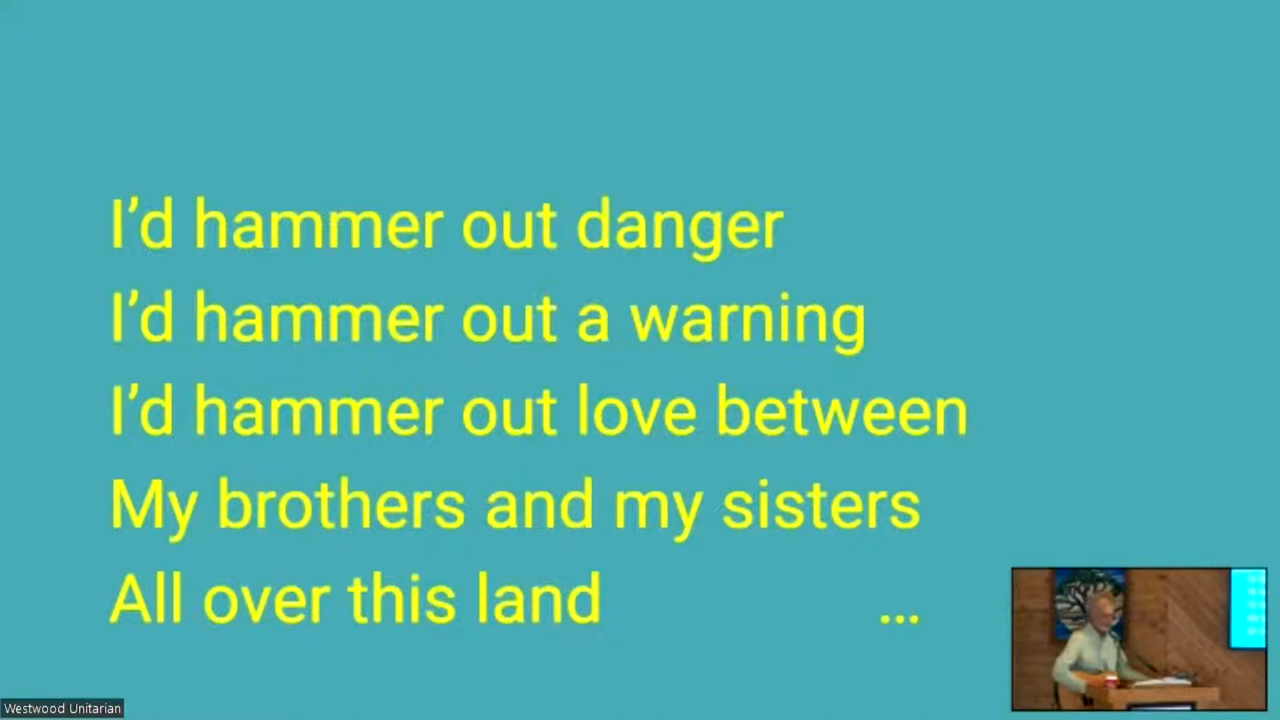 I’d hammer out danger
I’d hammer out a warning
I’d hammer out love between
My brothers and my sisters
All over this land ...
Westwood Unitarian